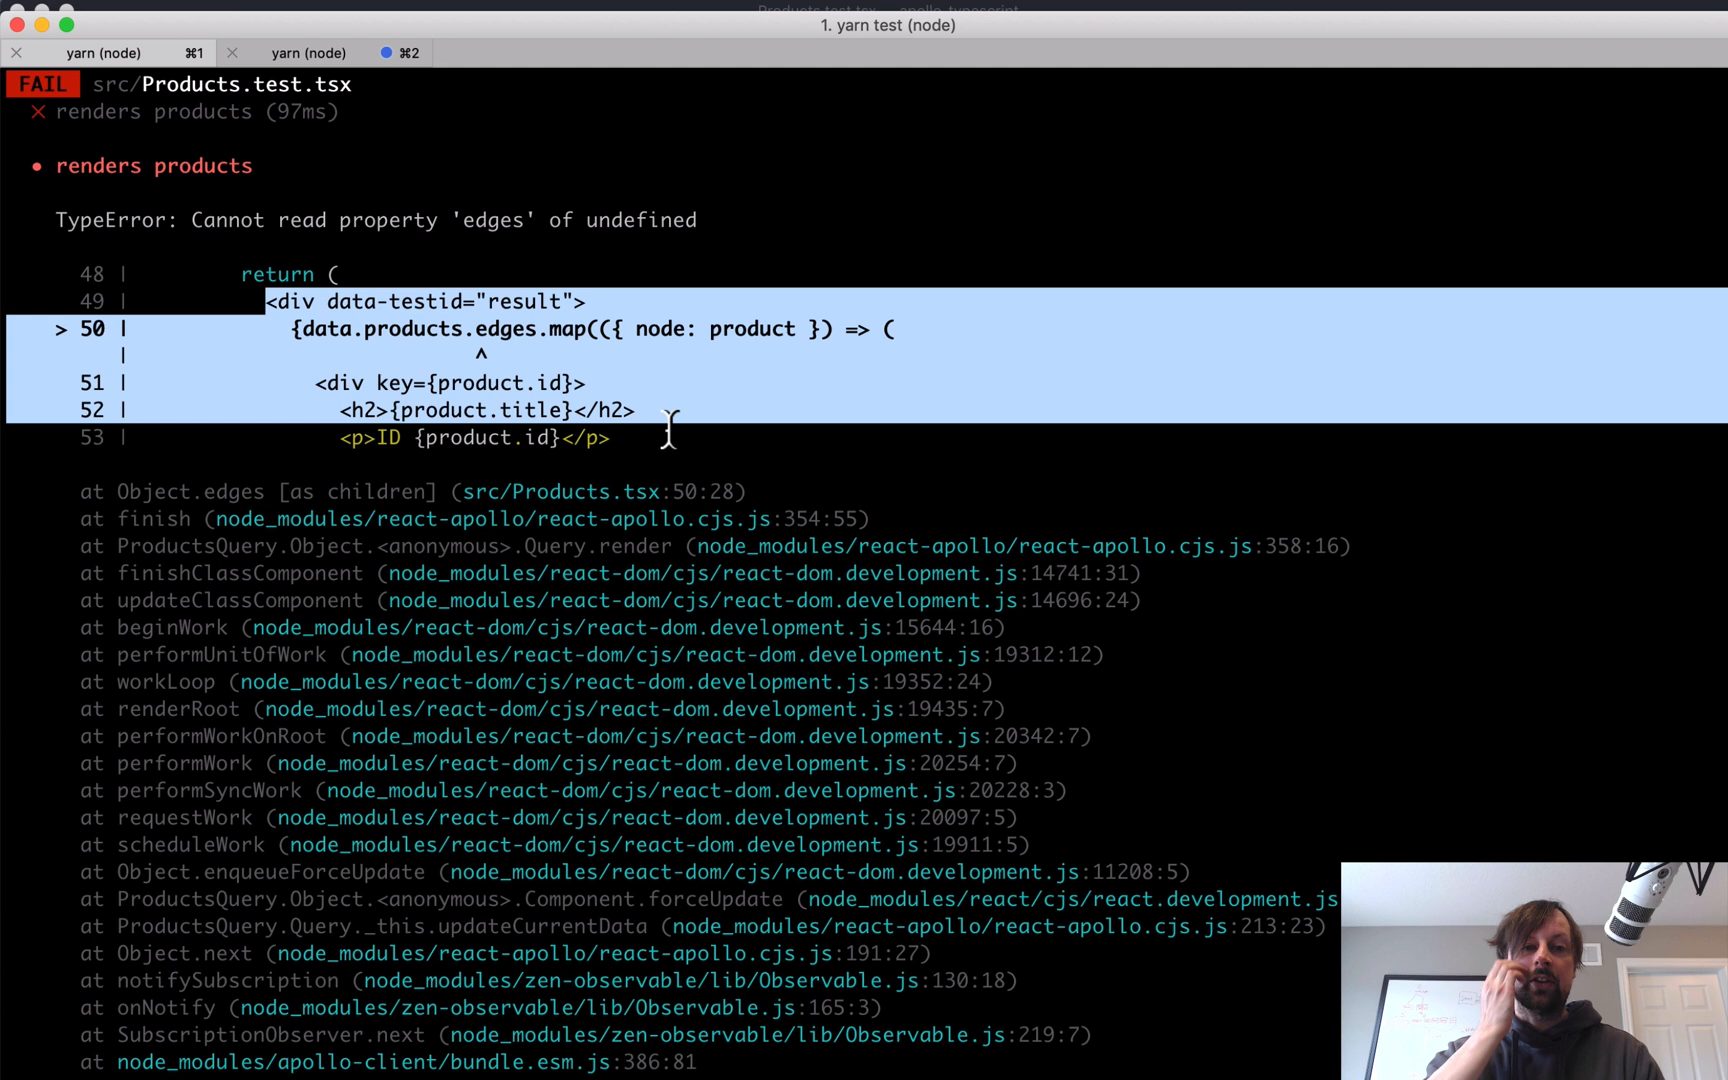 Products.test.tsx — apollo-typescript
1. yarn test (node)
yarn (node) ⌘1 yarn (node) ⌘2
FAIL src/Products.test.tsx
✕ renders products (97ms)
● renders products
TypeError: Cannot read property 'edges' of undefined
48 | return (
49 | <div data-testid="result">
> 50 | {data.products.edges.map(({ node: product }) => (
| ^
51 | <div key={product.id}>
52 | <h2>{product.title}</h2>
53 | <p>ID {product.id}</p>
at Object.edges [as children] (src/Products.tsx:50:28)
at finish (node_modules/react-apollo/react-apollo.cjs.js:354:55)
at ProductsQuery.Object.<anonymous>.Query.render (node_modules/react-apollo/react-apollo.cjs.js:358:16)
at finishClassComponent (node_modules/react-dom/cjs/react-dom.development.js:14741:31)
at updateClassComponent (node_modules/react-dom/cjs/react-dom.development.js:14696:24)
at beginWork (node_modules/react-dom/cjs/react-dom.development.js:15644:16)
at performUnitOfWork (node_modules/react-dom/cjs/react-dom.development.js:19312:12)
at workLoop (node_modules/react-dom/cjs/react-dom.development.js:19352:24)
at renderRoot (node_modules/react-dom/cjs/react-dom.development.js:19435:7)
at performWorkOnRoot (node_modules/react-dom/cjs/react-dom.development.js:20342:7)
at performWork (node_modules/react-dom/cjs/react-dom.development.js:20254:7)
at performSyncWork (node_modules/react-dom/cjs/react-dom.development.js:20228:3)
at requestWork (node_modules/react-dom/cjs/react-dom.development.js:20097:5)
at scheduleWork (node_modules/react-dom/cjs/react-dom.development.js:19911:5)
at Object.enqueueForceUpdate (node_modules/react-dom/cjs/react-dom.development.js:11208:5)
at ProductsQuery.Object.<anonymous>.Component.forceUpdate (node_modules/react/cjs/react.development.js
at ProductsQuery.Query._this.updateCurrentData (node_modules/react-apollo/react-apollo.cjs.js:213:23)
at Object.next (node_modules/react-apollo/react-apollo.cjs.js:191:27)
at notifySubscription (node_modules/zen-observable/lib/Observable.js:130:18)
at onNotify (node_modules/zen-observable/lib/Observable.js:165:3)
at SubscriptionObserver.next (node_modules/zen-observable/lib/Observable.js:219:7)
at node_modules/apollo-client/bundle.esm.js:386:81